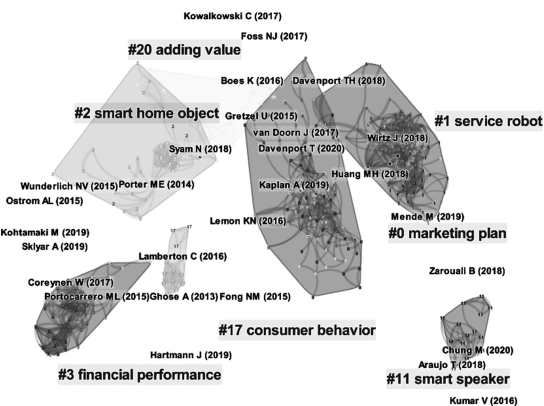 Kowalkowski C (2017)
Foss NJ (2017)
#20 adding value
Boes K (2016) Davenport TH (2018)
#2 smart home object
Gretzel U (2015)
#1 service robot
van Doorn J (2017)
Wirtz J (2018)
Syam N (2018)
Davenport T (2020)
Huang MH (2018)
Wunderlich NV (2015) Porter ME (2014)
Kaplan A (2019)
Ostrom AL (2015)
Lemon KN (2016)
Mende M (2019)
Kohtamaki M (2019)
#0 marketing plan
Sklyar A (2019)
Lamberton C (2016)
Zarouali B (2018)
Coreynen W (2017)
Portocarrero ML (2015) Ghose A (2013) Fong NM (2015)
#17 consumer behavior
Chung M (2020)
Hartmann J (2019)
Araujo T (2018)
#3 financial performance
#11 smart speaker
Kumar V (2016)